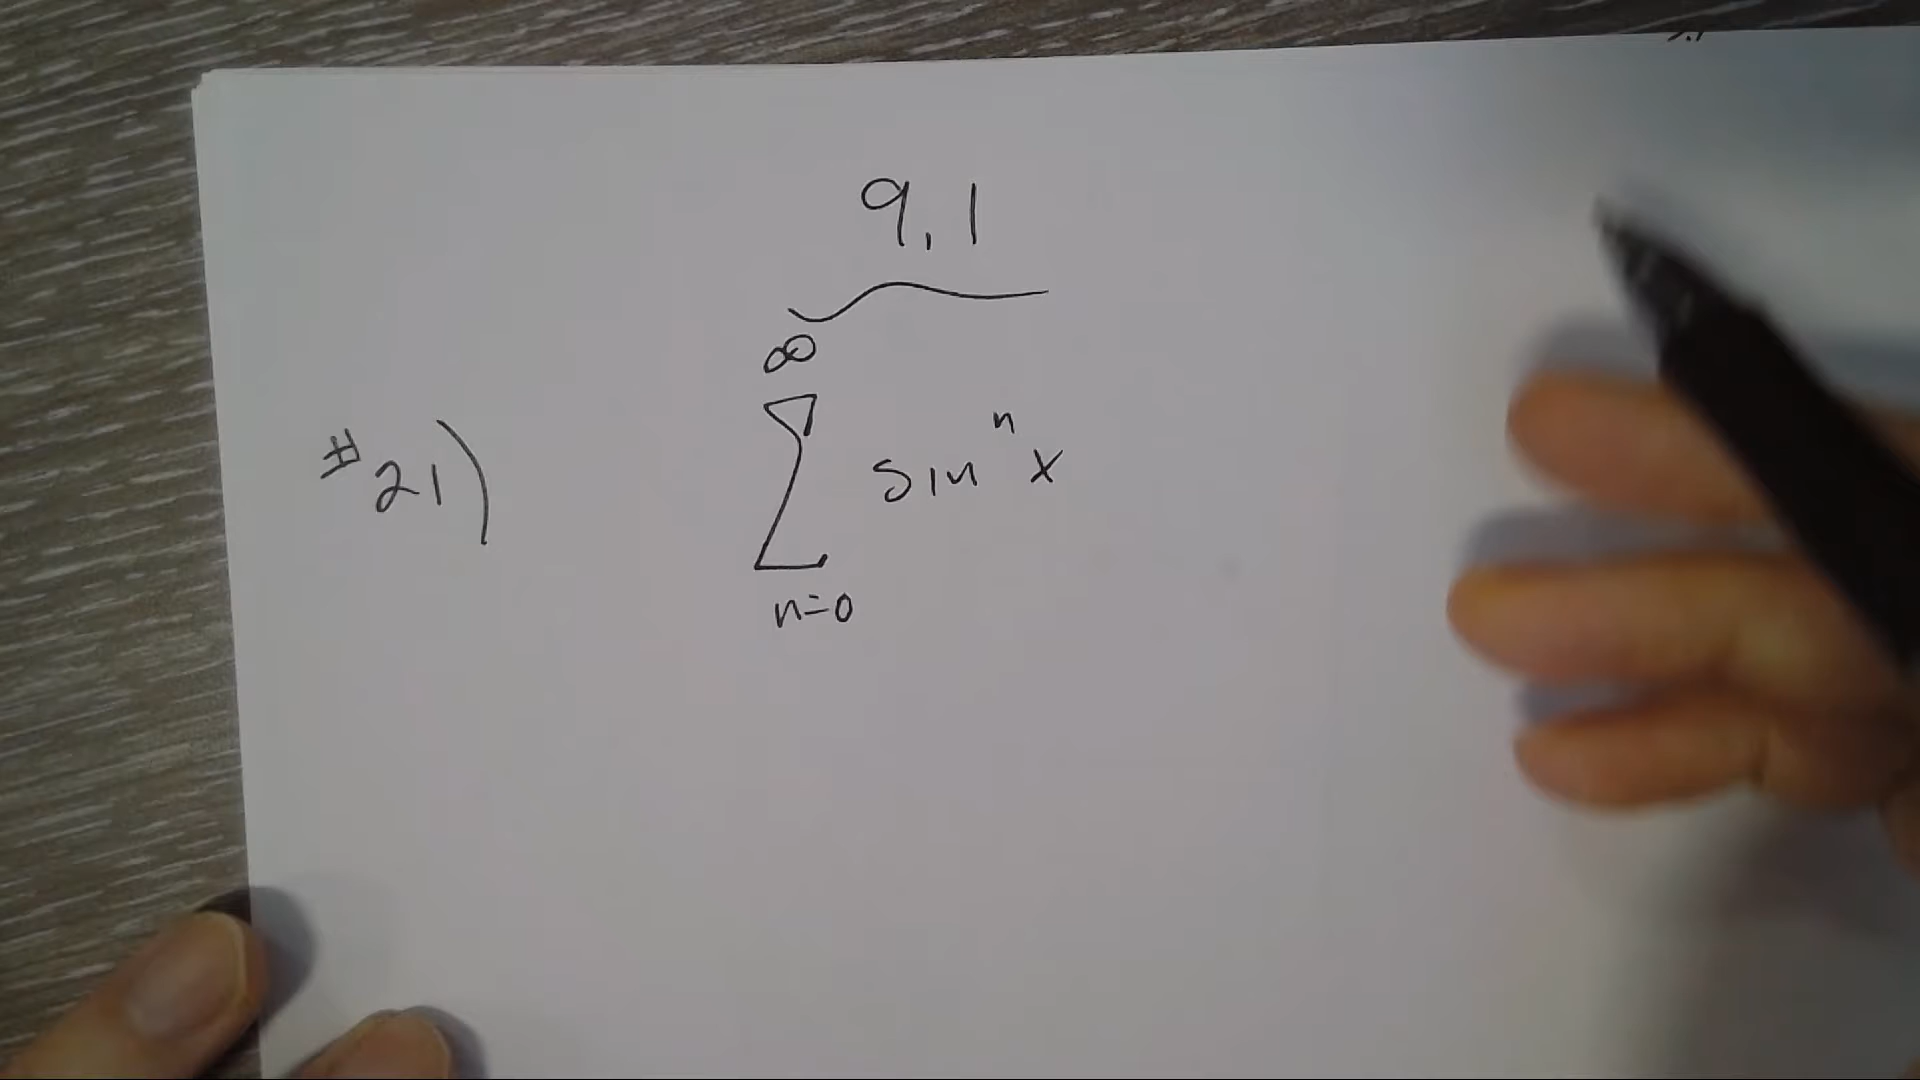 9.1
#21) ∞ ∑ n=0 sinⁿx